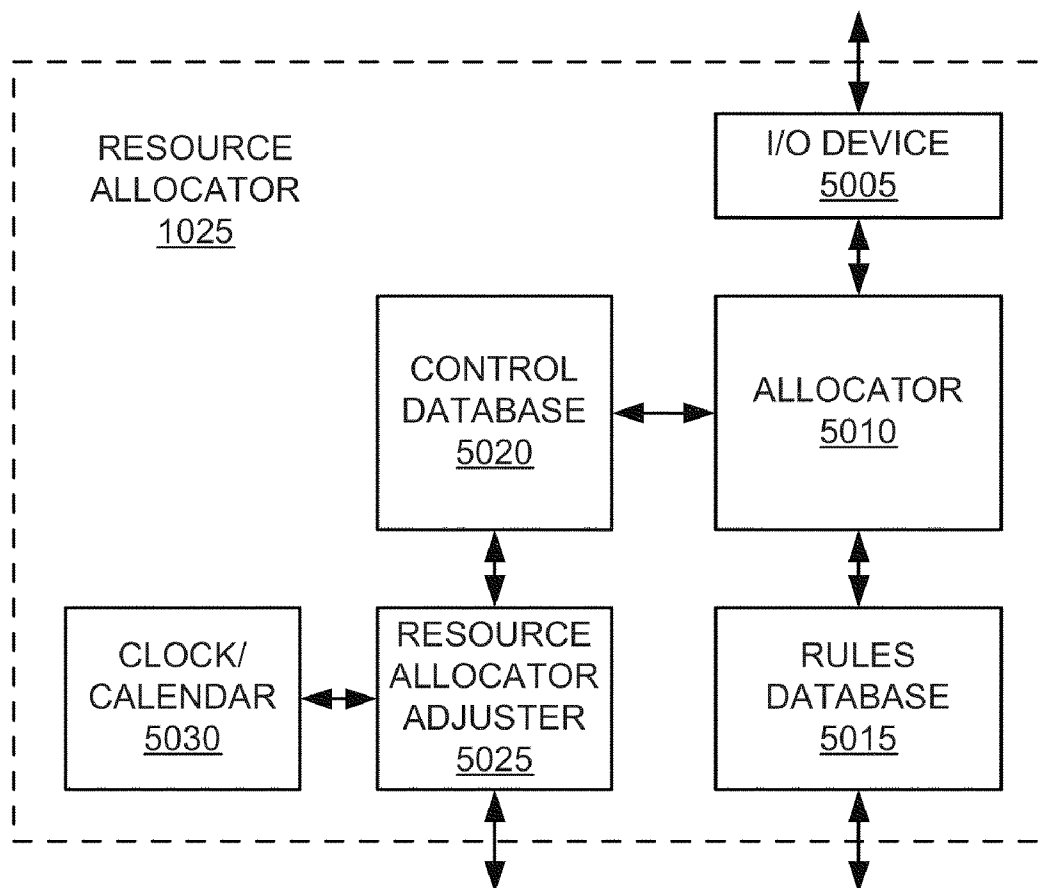 RESOURCE
ALLOCATOR
1025
I/O DEVICE
5005
CONTROL
DATABASE
5020
ALLOCATOR
5010
CLOCK/
CALENDAR
5030
RESOURCE
ALLOCATOR
ADJUSTER
5025
RULES
DATABASE
5015